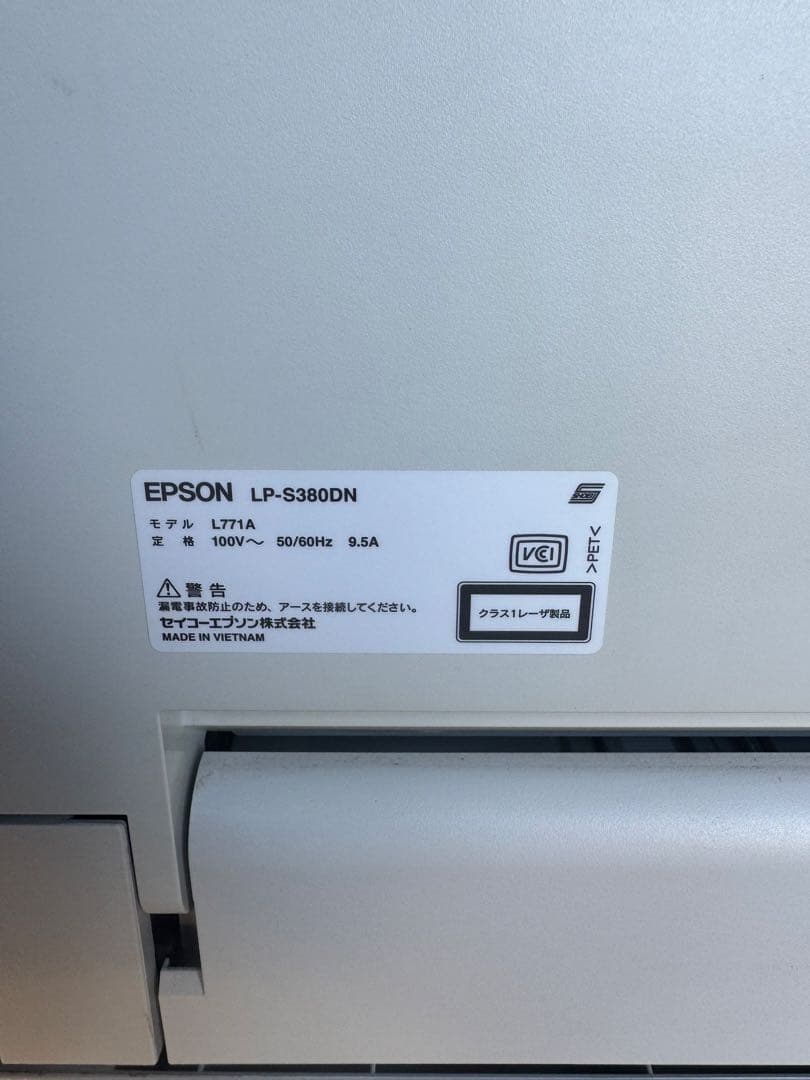 EPSON LP-S380DN
モデル L771A
定格 100V～ 50/60Hz 9.5A
VCCI
>PET<
警告
漏電事故防止のため、アースを接続してください。
クラス1レーザ製品
セイコーエプソン株式会社
MADE IN VIETNAM